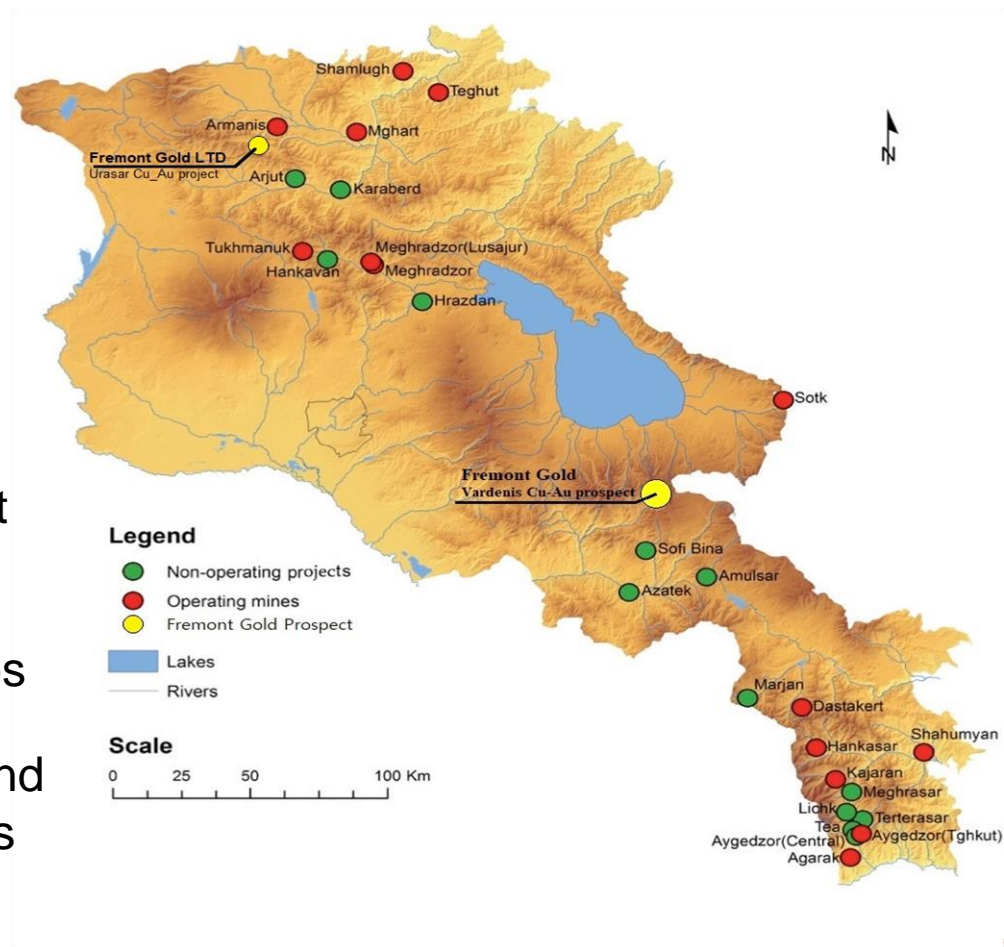 Shamlugh
Teghut
Armanis
Mghart
Fremont Gold LTD
Urasar Cu_Au project
Arjut
Karaberd
N
Tukhmanuk
Meghradzor(Lusajur)
Hankavan
Meghradzor
Hrazdan
Sotk
Fremont Gold
Vardenis Cu-Au prospect
t
Legend
Sofi Bina
Non-operating projects
Amulsar
Azatek
Operating mines
Fremont Gold Prospect
Lakes
s
Rivers
Marjan
Dastakert
Shahumyan
Scale
Hankasar
0 25 50 100 Km
nd
Kajaran
Meghrasar
Lichk
Terterasar
s
Tea
Aygedzor(Tghkut)
Aygedzor(Central)
Agarak